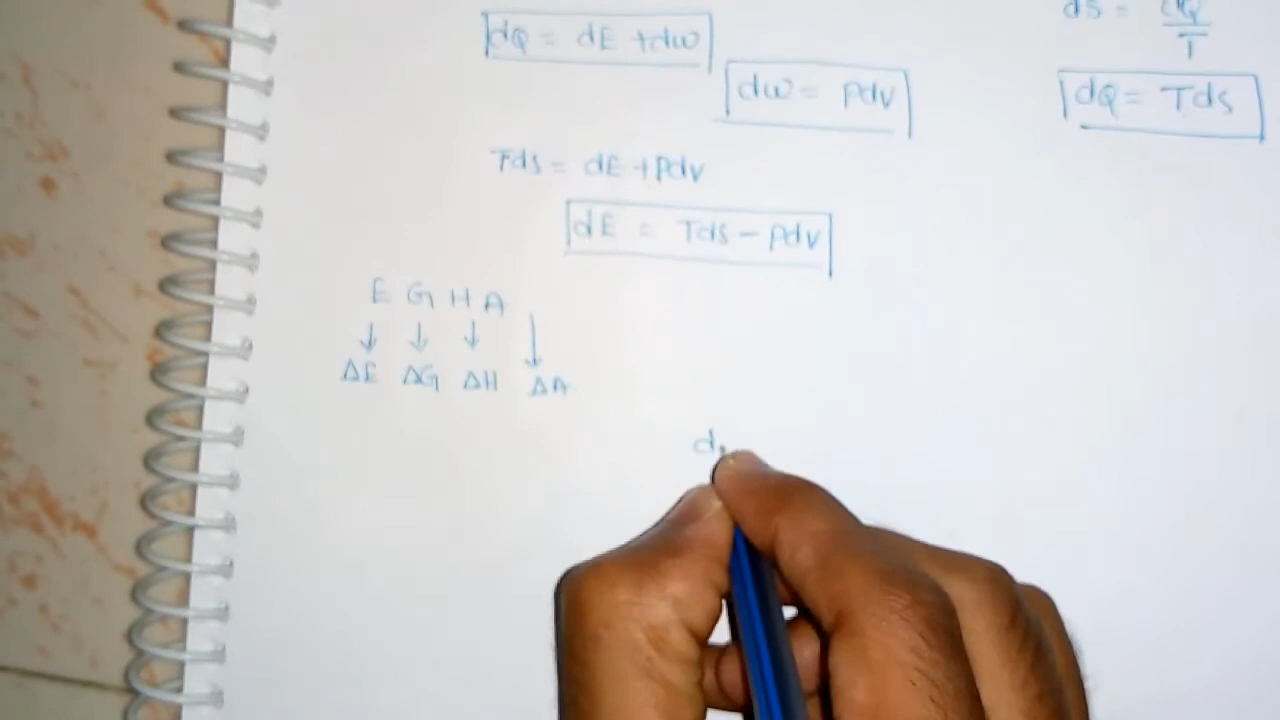 dQ = dE + dw
dS = dQ/T
dw = Pdv
dQ = Tds
Tds = dE + Pdv
dE = Tds - Pdv
E G H A
↓ ↓ ↓ ↓
ΔE ΔG ΔH ΔA
d